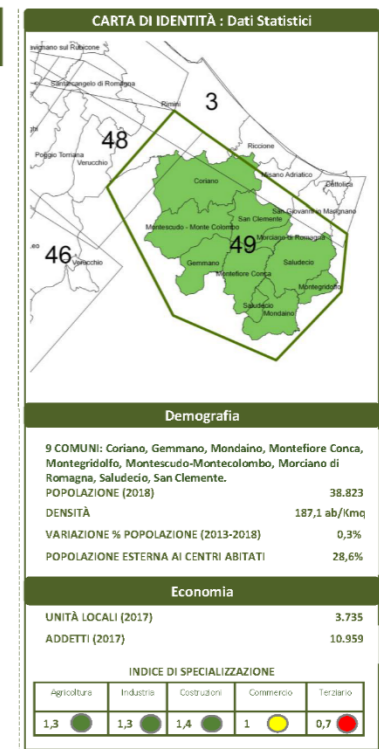 CARTA DI IDENTITÀ : Dati Statistici
Santarcangelo di Romagna
Rimini
3
48
Riccione
Poggio Torriana
Verucchio
Coriano
Misano Adriatico
Cattolica
San Clemente
San Giovanni in Marignano
Montescudo - Monte Colombo
49
Morciano di Romagna
46
Verucchio
Gemmano
Saludecio
Montefiore Conca
Montegridolfo
Saludecio
Mondaino
Demografia
9 COMUNI: Coriano, Gemmano, Mondaino, Montefiore Conca,
Montegridolfo, Montescudo-Montecolombo, Morciano di
Romagna, Saludecio, San Clemente.
POPOLAZIONE (2018) 38.823
DENSITÀ 187,1 ab/Kmq
VARIAZIONE % POPOLAZIONE (2013-2018) 0,3%
POPOLAZIONE ESTERNA AI CENTRI ABITATI 28,6%
Economia
UNITÀ LOCALI (2017) 3.735
ADDETTI (2017) 10.959
INDICE DI SPECIALIZZAZIONE
Agricoltura Industria Costruzioni Commercio Terziario
1,3 1,3 1,4 1 0,7